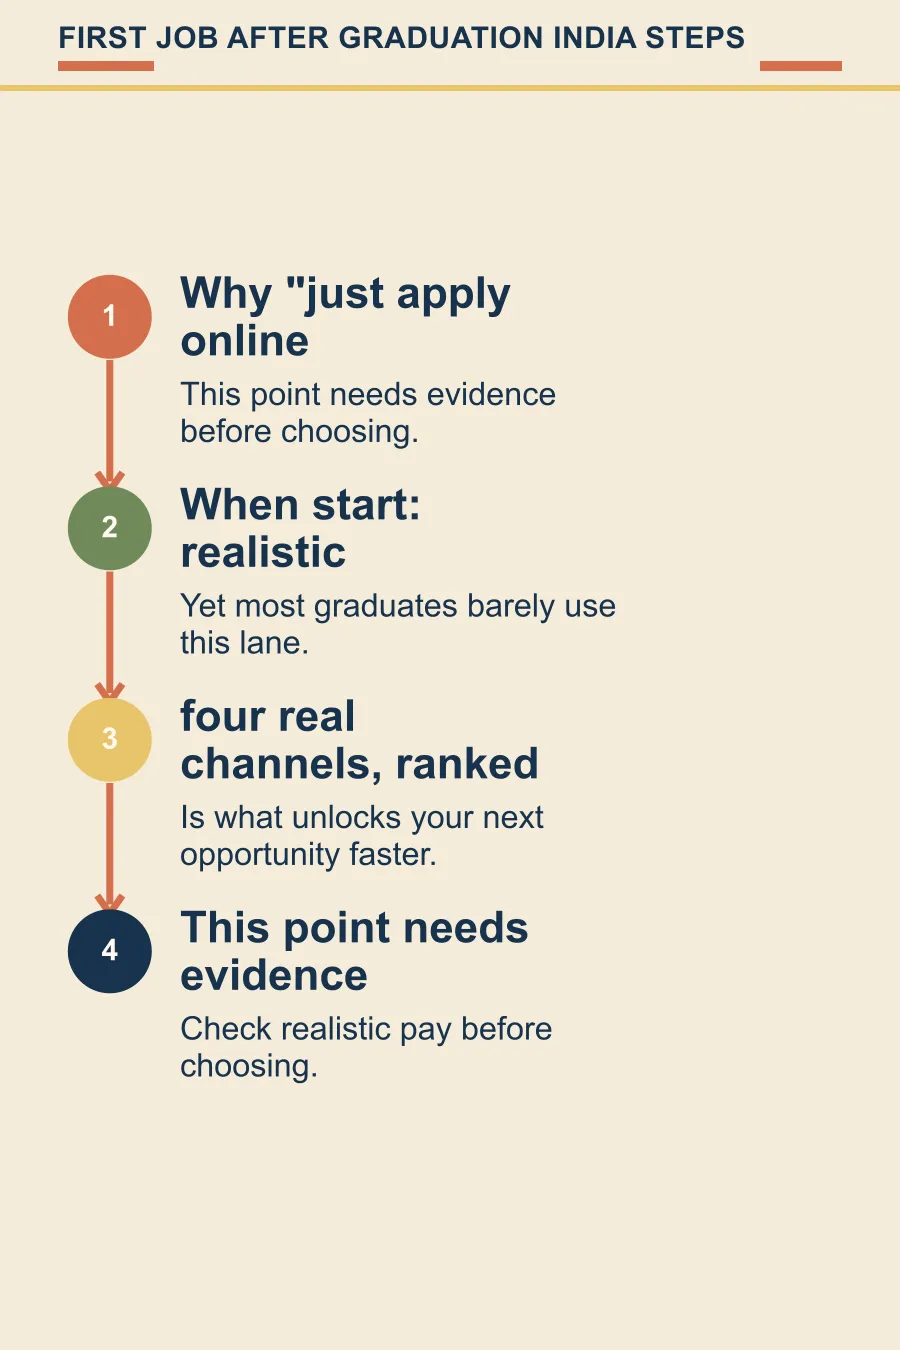 FIRST JOB AFTER GRADUATION INDIA STEPS
1
Why "just apply
online
This point needs evidence
before choosing.
2
When start:
realistic
Yet most graduates barely use
this lane.
3
four real
channels, ranked
Is what unlocks your next
opportunity faster.
4
This point needs
evidence
Check realistic pay before
choosing.